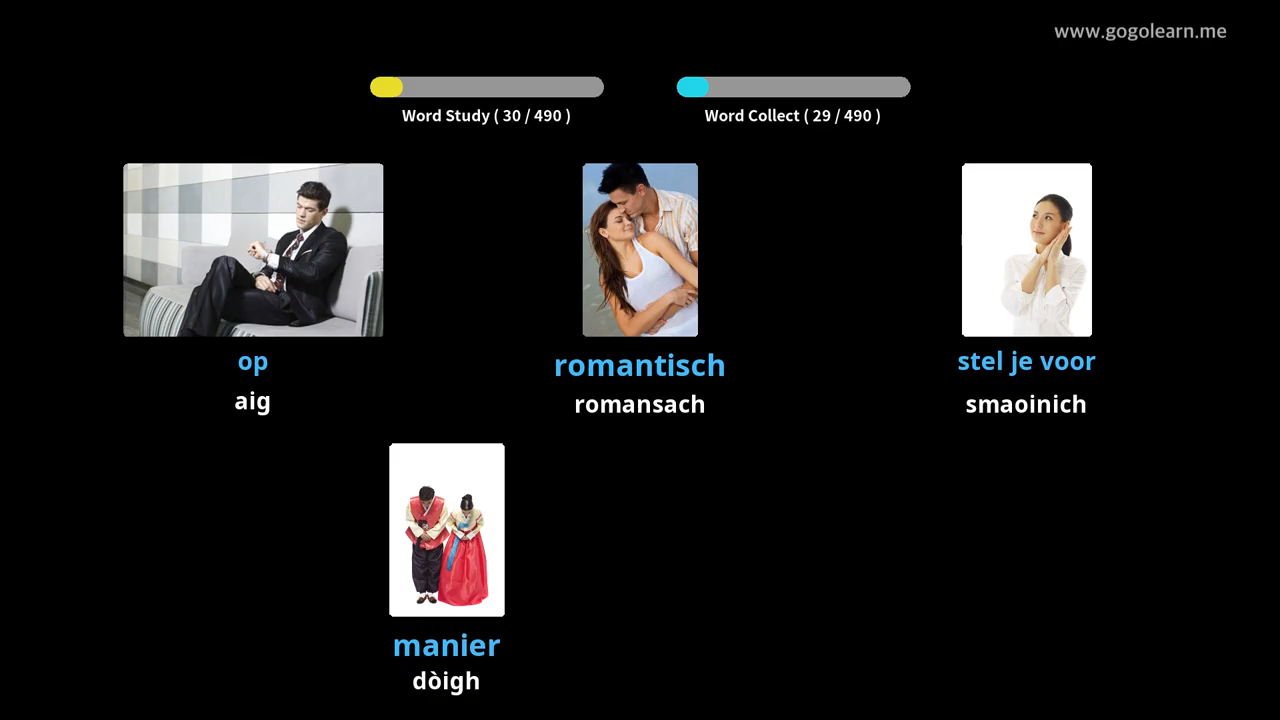 www.gogolearn.me
Word Study ( 30 / 490 )
Word Collect ( 29 / 490 )
op
romantisch
stel je voor
aig
romansach
smaoinich
manier
dòigh